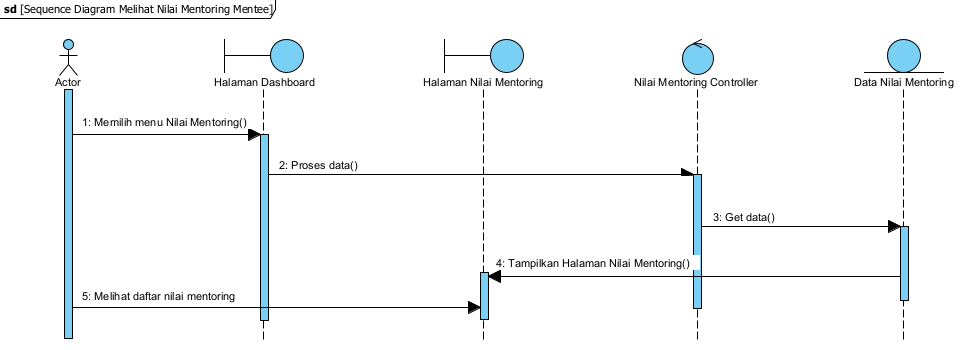 sd [Sequence Diagram Melihat Nilai Mentoring Mentee]
Actor
Halaman Dashboard
Halaman Nilai Mentoring
Nilai Mentoring Controller
Data Nilai Mentoring
1: Memilih menu Nilai Mentoring()
2: Proses data()
3: Get data()
4: Tampilkan Halaman Nilai Mentoring()
5: Melihat daftar nilai mentoring